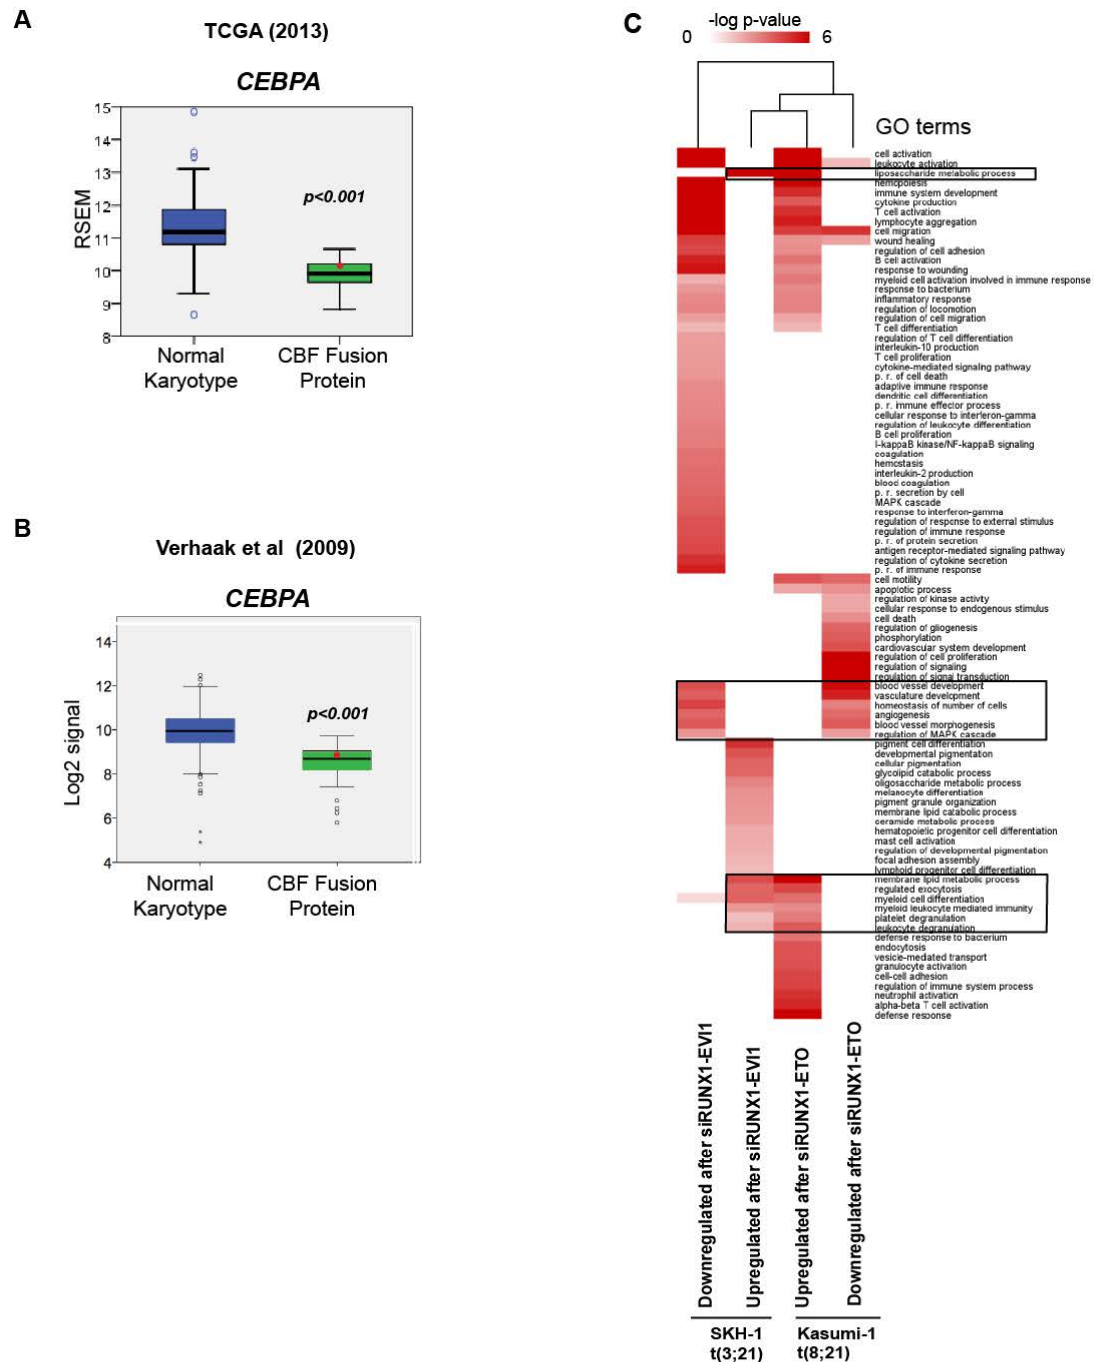 A
TCGA (2013)
CEBPA
15
14
13
12
11
10
9
8
RSEM
p<0.001
Normal
Karyotype
CBF Fusion
Protein
B
Verhaak et al (2009)
CEBPA
14
12
10
8
6
4
Log2 signal
p<0.001
Normal
Karyotype
CBF Fusion
Protein
C
-log p-value
0
6
GO terms
cell activation
leukocyte activation
liposaccharide metabolic process
hemopoiesis
immune system development
cytokine production
T cell activation
lymphocyte aggregation
cell migration
wound healing
regulation of cell adhesion
B cell activation
response to wounding
myeloid cell activation involved in immune response
response to bacterium
inflammatory response
regulation of locomotion
regulation of cell migration
T cell differentiation
regulation of T cell differentiation
interleukin-10 production
T cell proliferation
cytokine-mediated signaling pathway
p. r. of cell death
adaptive immune response
dendritic cell differentiation
p. r. immune effector process
cellular response to interferon-gamma
regulation of leukocyte differentiation
B cell proliferation
I-kappaB kinase/NF-kappaB signaling
coagulation
hemostasis
interleukin-2 production
blood coagulation
p. r. secretion by cell
MAPK cascade
response to interferon-gamma
regulation of response to external stimulus
regulation of immune response
p. r. of protein secretion
antigen receptor-mediated signaling pathway
regulation of cytokine secretion
p. r. of immune response
cell motility
apoptotic process
regulation of kinase activity
cellular response to endogenous stimulus
cell death
regulation of gliogenesis
phosphorylation
cardiovascular system development
regulation of cell proliferation
regulation of signaling
regulation of signal transduction
blood vessel development
vasculature development
homeostasis of number of cells
angiogenesis
blood vessel morphogenesis
regulation of MAPK cascade
pigment cell differentiation
developmental pigmentation
cellular pigmentation
glycolipid catabolic process
oligosaccharide metabolic process
melanocyte differentiation
pigment granule organization
membrane lipid catabolic process
ceramide metabolic process
hematopoietic progenitor cell differentiation
mast cell activation
regulation of developmental pigmentation
focal adhesion assembly
lymphoid progenitor cell differentiation
membrane lipid metabolic process
regulated exocytosis
myeloid cell differentiation
myeloid leukocyte mediated immunity
platelet degranulation
leukocyte degranulation
defense response to bacterium
endocytosis
vesicle-mediated transport
granulocyte activation
cell-cell adhesion
regulation of immune system process
neutrophil activation
alpha-beta T cell activation
defense response
Downregulated after siRUNX1-EVI1
Upregulated after siRUNX1-EVI1
Upregulated after siRUNX1-ETO
Downregulated after siRUNX1-ETO
SKH-1
t(3;21)
Kasumi-1
t(8;21)